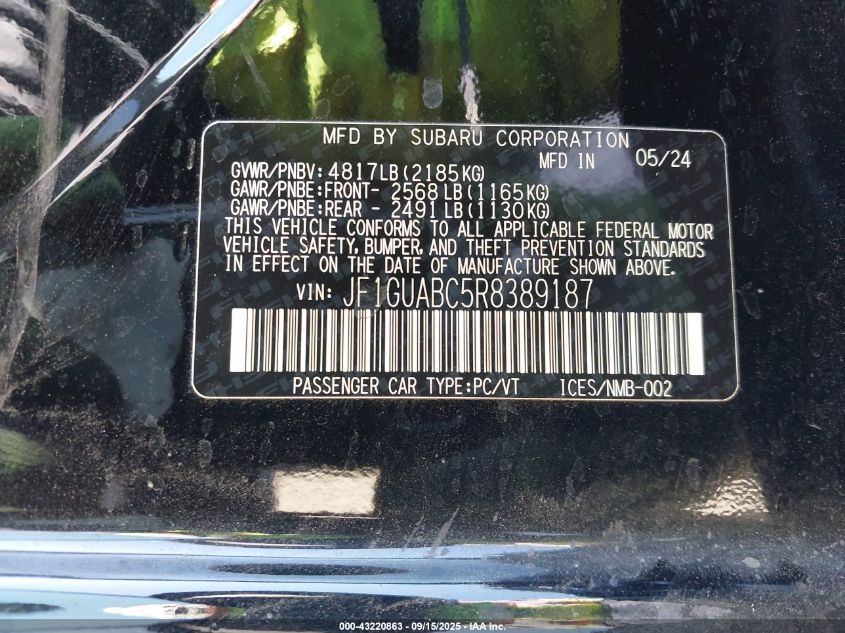 MFD BY SUBARU CORPORATION
MFD IN 05/24
GVWR/PNBV: 4817LB(2185KG)
GAWR/PNBE:FRONT- 2568LB(1165KG)
GAWR/PNBE:REAR - 2491LB(1130KG)
THIS VEHICLE CONFORMS TO ALL APPLICABLE FEDERAL MOTOR
VEHICLE SAFETY, BUMPER, AND THEFT PREVENTION STANDARDS
IN EFFECT ON THE DATE OF MANUFACTURE SHOWN ABOVE.
VIN: JF1GUABC5R8389187
PASSENGER CAR TYPE:PC/VT ICES/NMB-002
000-43220863 - 09/15/2025 - IAA Inc.